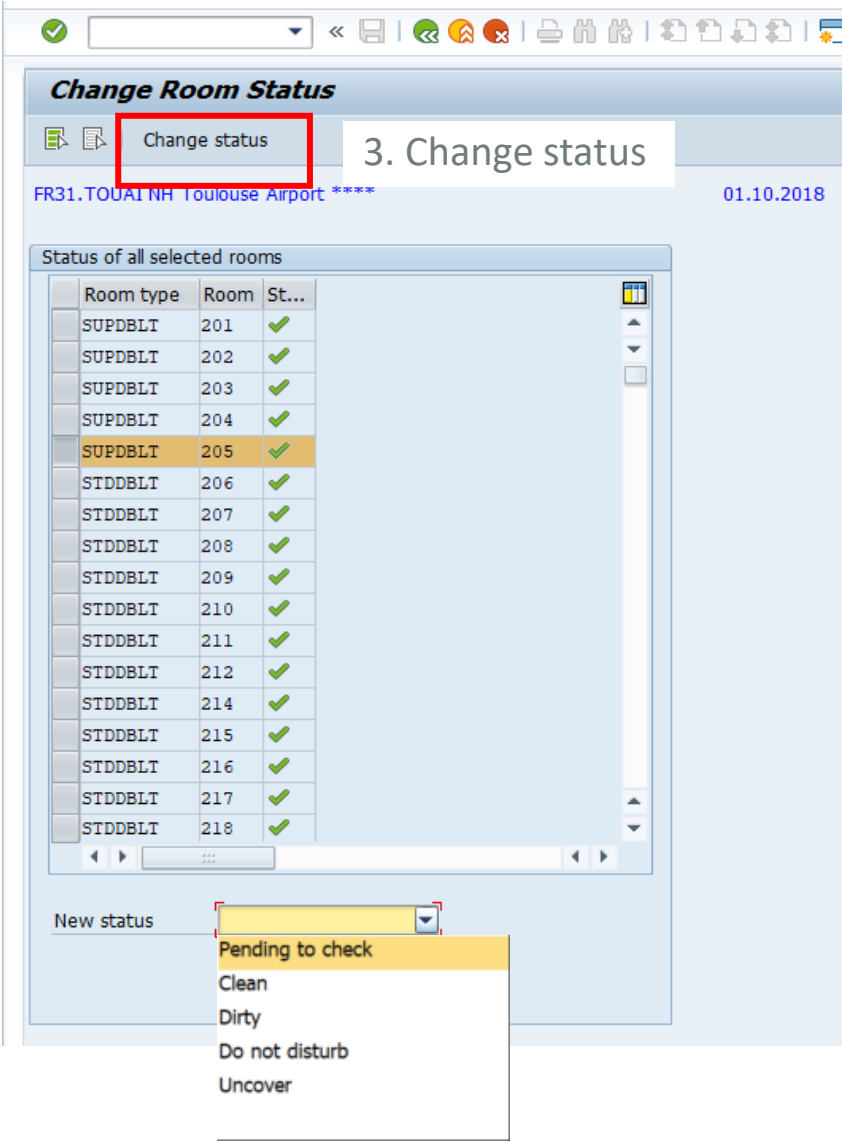 Change Room Status
Change status
3. Change status
FR31.TOUAI NH Toulouse Airport **** 01.10.2018
Status of all selected rooms
Room type Room St...
SUPDBLT 201
SUPDBLT 202
SUPDBLT 203
SUPDBLT 204
SUPDBLT 205
STDDBLT 206
STDDBLT 207
STDDBLT 208
STDDBLT 209
STDDBLT 210
STDDBLT 211
STDDBLT 212
STDDBLT 214
STDDBLT 215
STDDBLT 216
STDDBLT 217
STDDBLT 218
New status
Pending to check
Clean
Dirty
Do not disturb
Uncover